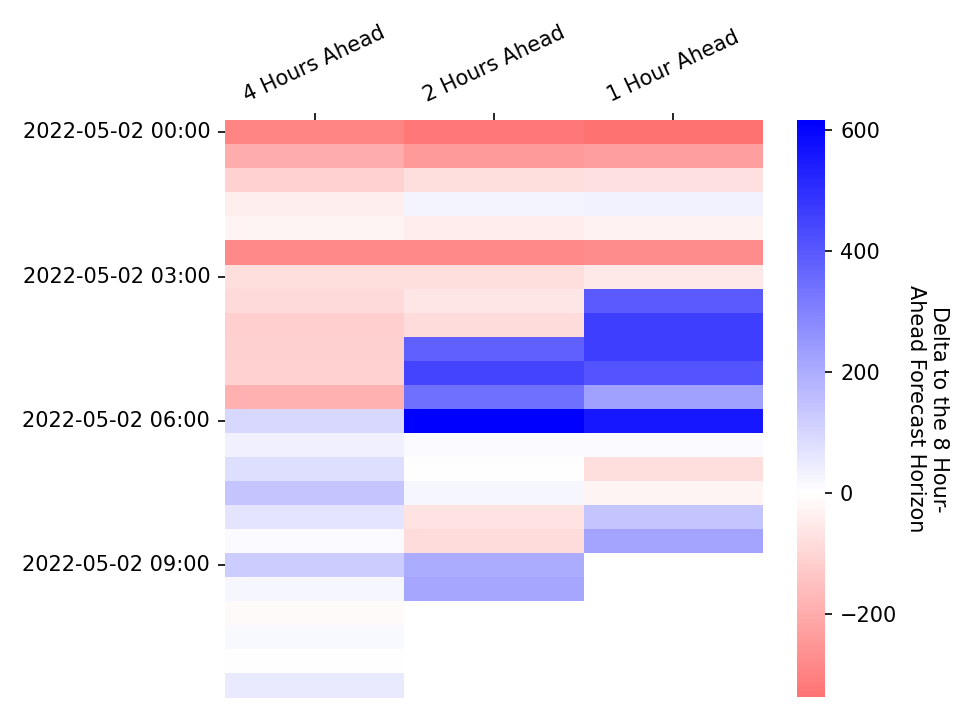 4 Hours Ahead
2 Hours Ahead
1 Hour Ahead
2022-05-02 00:00
2022-05-02 03:00
2022-05-02 06:00
2022-05-02 09:00
600
400
200
0
−200
Delta to the 8 Hour-
Ahead Forecast Horizon